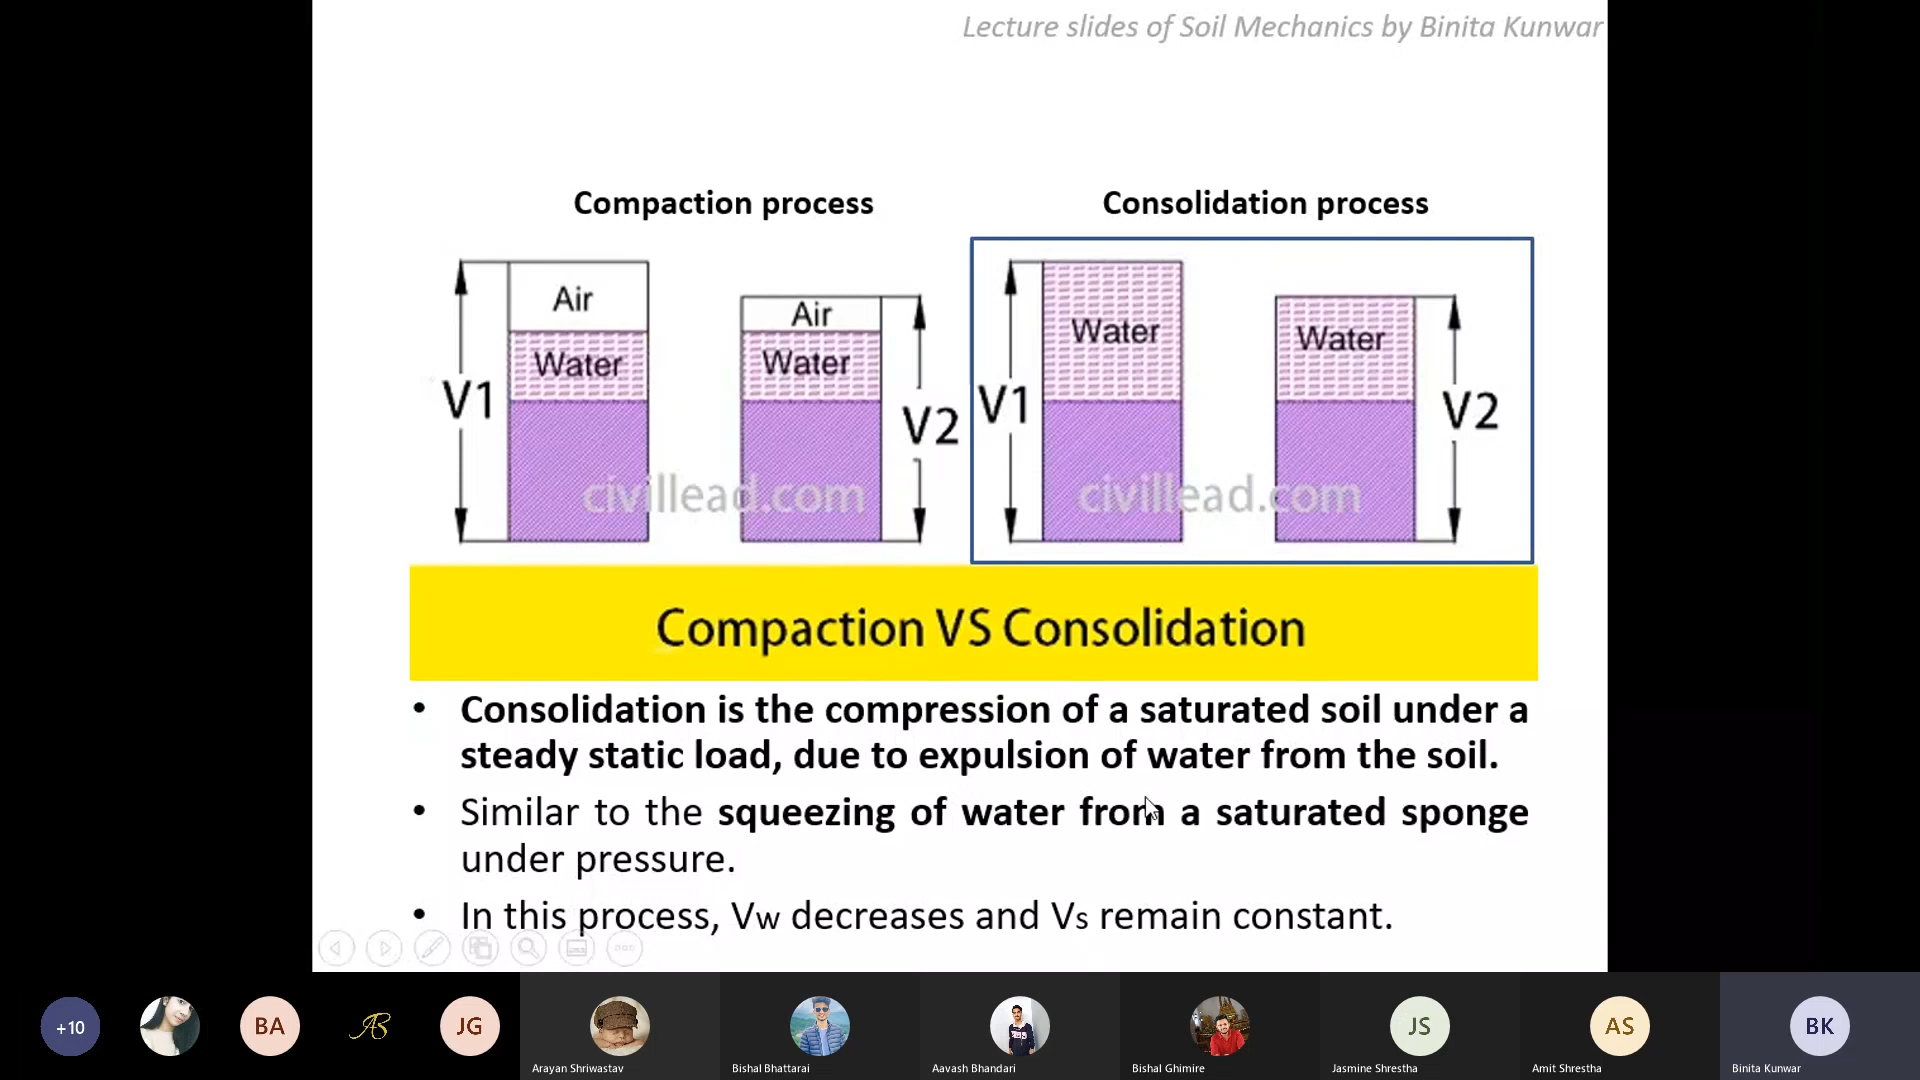 Lecture slides of Soil Mechanics by Binita Kunwar
Compaction process
Consolidation process
Air
Water
V1
Air
Water
V2
civillead.com
Water
V1
Water
V2
civillead.com
Compaction VS Consolidation
• Consolidation is the compression of a saturated soil under a
steady static load, due to expulsion of water from the soil.
• Similar to the squeezing of water from a saturated sponge
under pressure.
• In this process, Vw decreases and Vs remain constant.
+10
BA
AS
JG
JS
AS
BK
Arayan Shriwastav
Bishal Bhattarai
Aavash Bhandari
Bishal Ghimire
Jasmine Shrestha
Amit Shrestha
Binita Kunwar